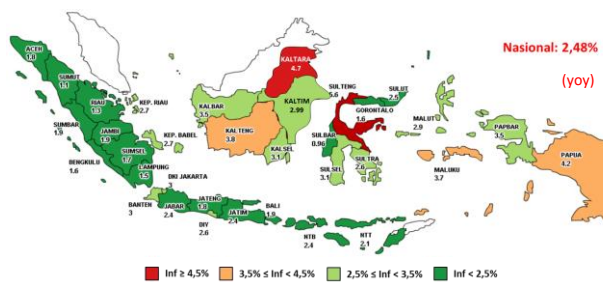 Nasional: 2,48%
(yoy)
ACEH
1.8
SUMUT
1.1
RIAU
1.3
KEP. RIAU
2.7
SUMBAR
1.9
JAMBI
1.9
KEP. BABEL
2.7
SUMSEL
1.7
BENGKULU
1.6
LAMPUNG
1.5
DKI JAKARTA
3
BANTEN
3
JABAR
2.4
JATENG
1.8
DIY
2.6
JATIM
2.4
BALI
1.9
NTB
2.4
NTT
2.1
KALTARA
4.7
KALBAR
3.5
KALTIM
2.99
KALTENG
3.8
KALSEL
3.1
SULTENG
5.6
SULUT
2.5
GORONTALO
1.6
SULBAR
0.96
SULSEL
3.1
SULTRA
2.6
MALUT
2.9
MALUKU
3.7
PAPBAR
3.5
PAPUA
4.2
Inf ≥ 4,5%
3,5% ≤ Inf < 4,5%
2,5% ≤ Inf < 3,5%
Inf < 2,5%